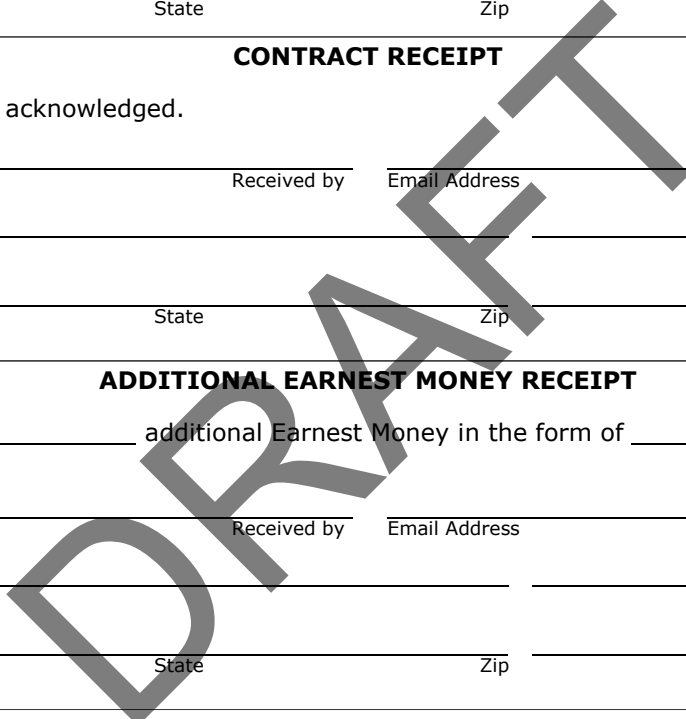 State Zip
CONTRACT RECEIPT
acknowledged.
Received by Email Address
State Zip
ADDITIONAL EARNEST MONEY RECEIPT
additional Earnest Money in the form of
Received by Email Address
State Zip
DRAFT